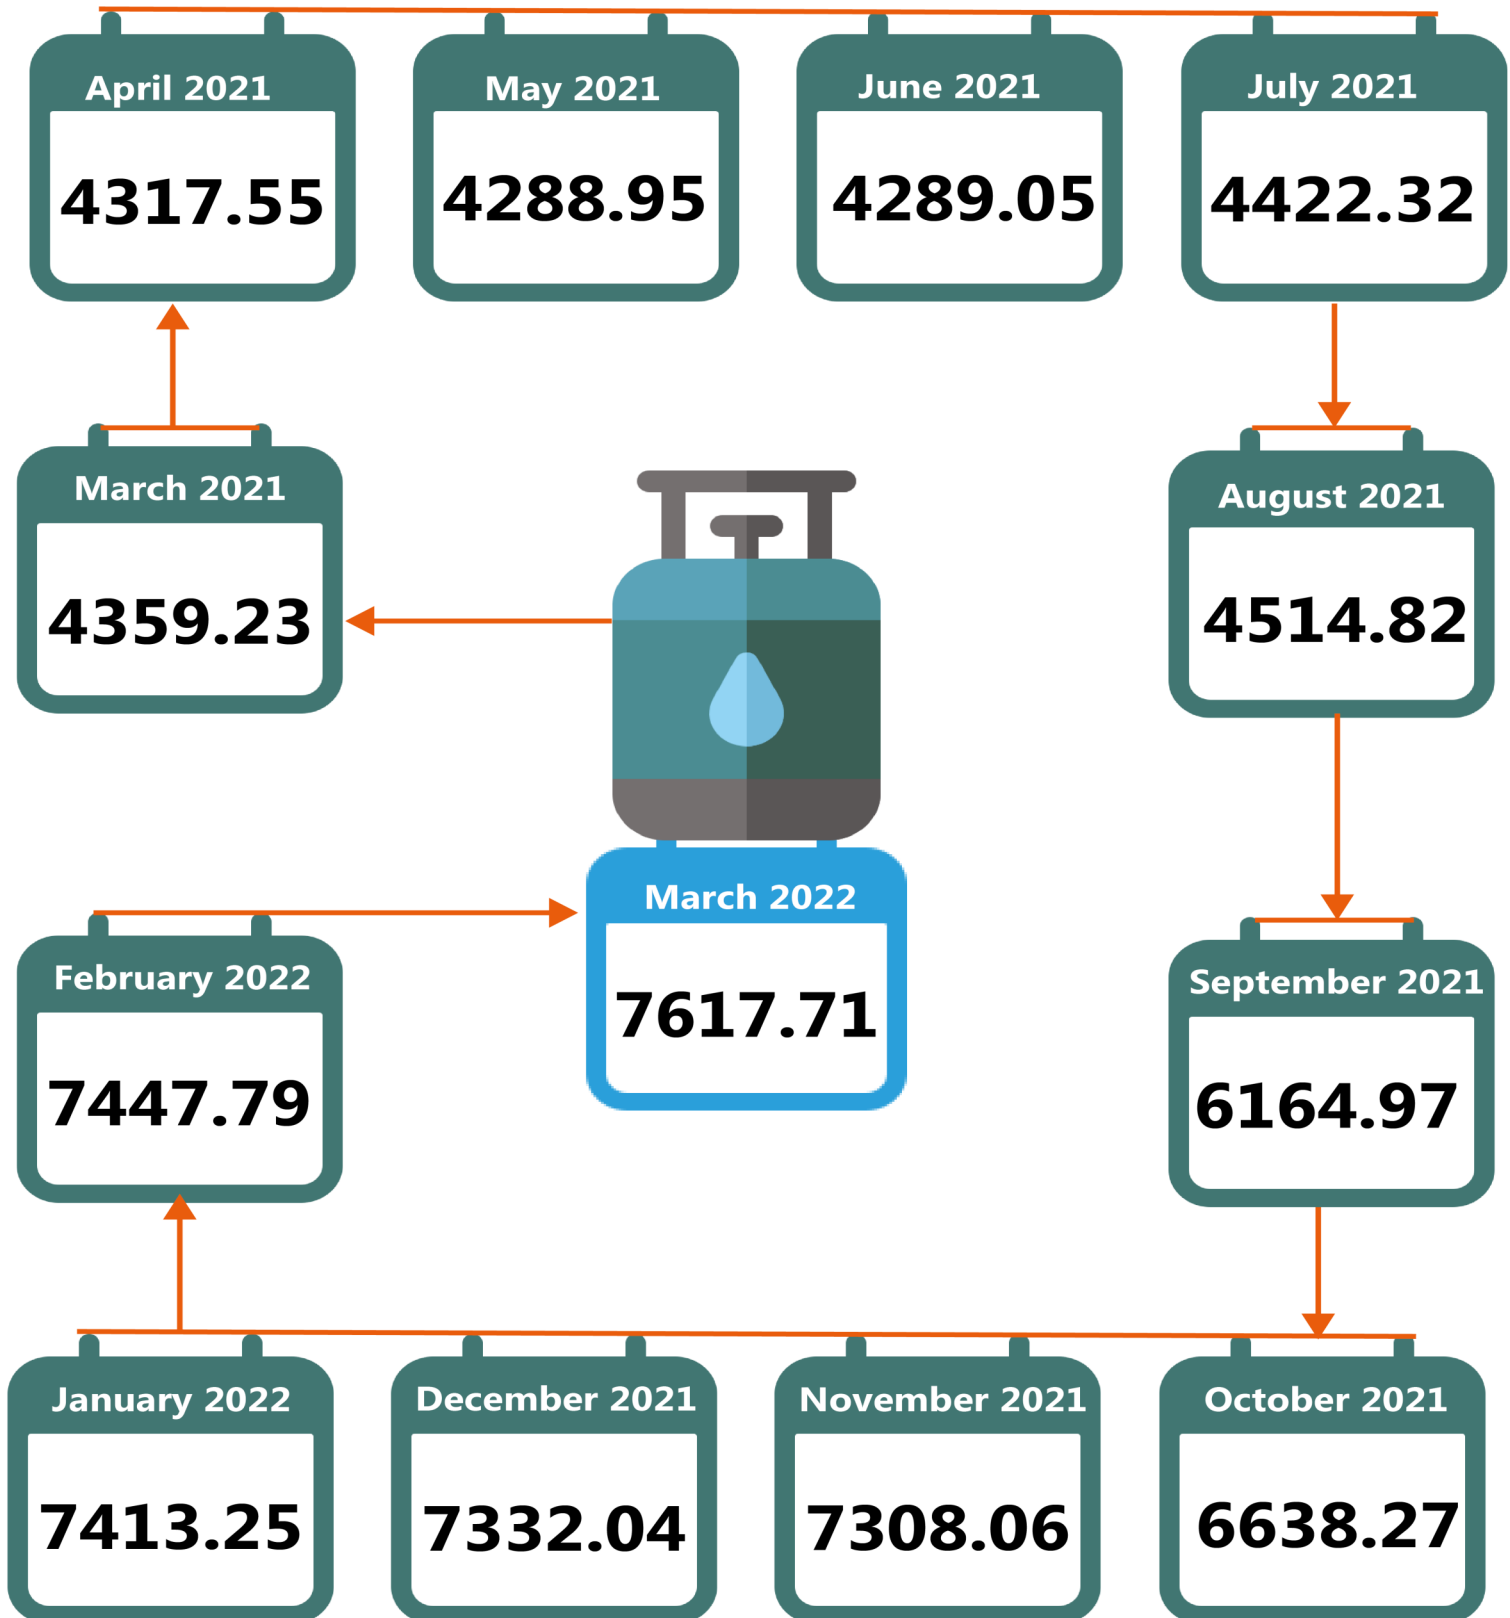 April 2021
4317.55
May 2021
4288.95
June 2021
4289.05
July 2021
4422.32
March 2021
4359.23
August 2021
4514.82
March 2022
7617.71
February 2022
7447.79
September 2021
6164.97
January 2022
7413.25
December 2021
7332.04
November 2021
7308.06
October 2021
6638.27